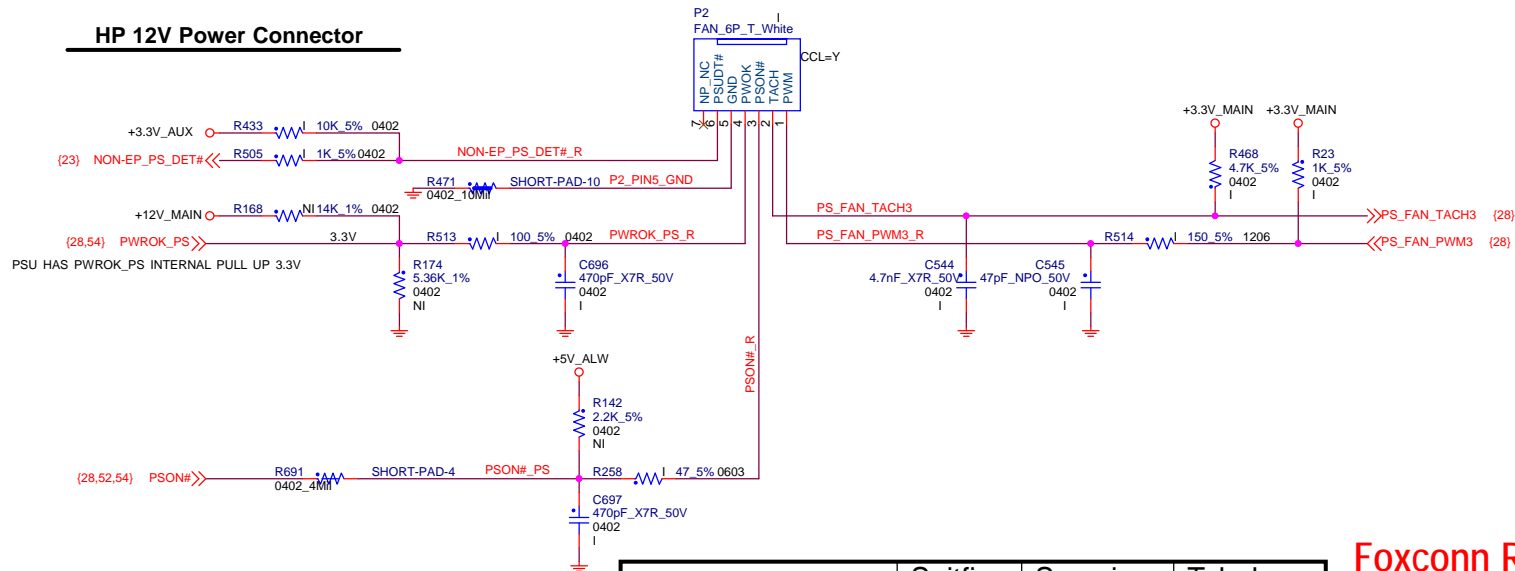 HP 12V Power Connector
P2
I
FAN_6P_T_White
CCL=Y
NP_NC
PSUDT#
GND
PWOK
PSON#
TACH
PWM
7
6
5
4
3
2
1
+3.3V_AUX
R433
I
10K_5%
0402
{23}
NON-EP_PS_DET#
R505
I
1K_5%
0402
NON-EP_PS_DET#_R
R471
SHORT-PAD-10
P2_PIN5_GND
0402_10Mil
+12V_MAIN
R168
NI
14K_1%
0402
{28,54}
PWROK_PS
3.3V
R513
I
100_5%
0402
PWROK_PS_R
PSU HAS PWROK_PS INTERNAL PULL UP 3.3V
R174
5.36K_1%
0402
NI
C696
470pF_X7R_50V
0402
I
+3.3V_MAIN
+3.3V_MAIN
R468
4.7K_5%
0402
I
R23
1K_5%
0402
I
PS_FAN_TACH3
PS_FAN_TACH3
{28}
PS_FAN_PWM3_R
R514
I
150_5%
1206
PS_FAN_PWM3
{28}
C544
4.7nF_X7R_50V
0402
I
C545
47pF_NPO_50V
0402
I
PSON#_R
+5V_ALW
R142
2.2K_5%
0402
NI
{28,52,54}
PSON#
R691
SHORT-PAD-4
0402_4Mil
PSON#_PS
R258
I
47_5%
0603
C697
470pF_X7R_50V
0402
I
Foxconn